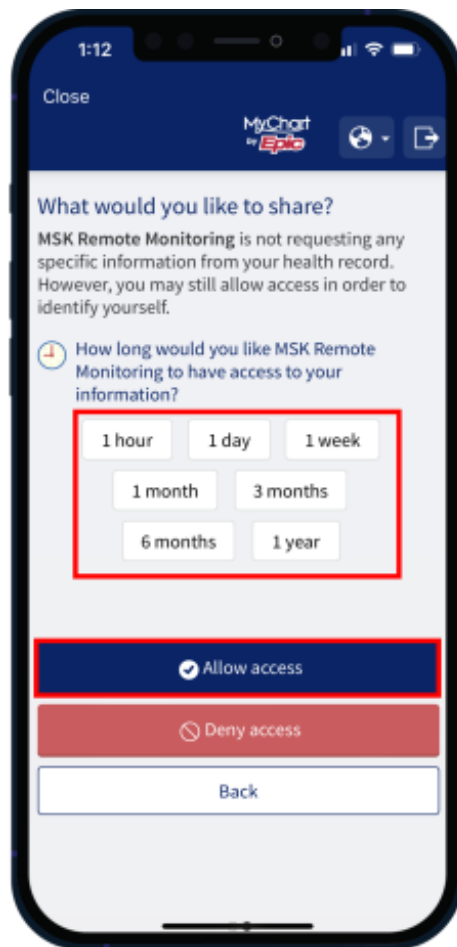 1:12
Close
MyChart
by Epic
What would you like to share?
MSK Remote Monitoring is not requesting any
specific information from your health record.
However, you may still allow access in order to
identify yourself.
How long would you like MSK Remote
Monitoring to have access to your
information?
1 hour 1 day 1 week
1 month 3 months
6 months 1 year
Allow access
Deny access
Back